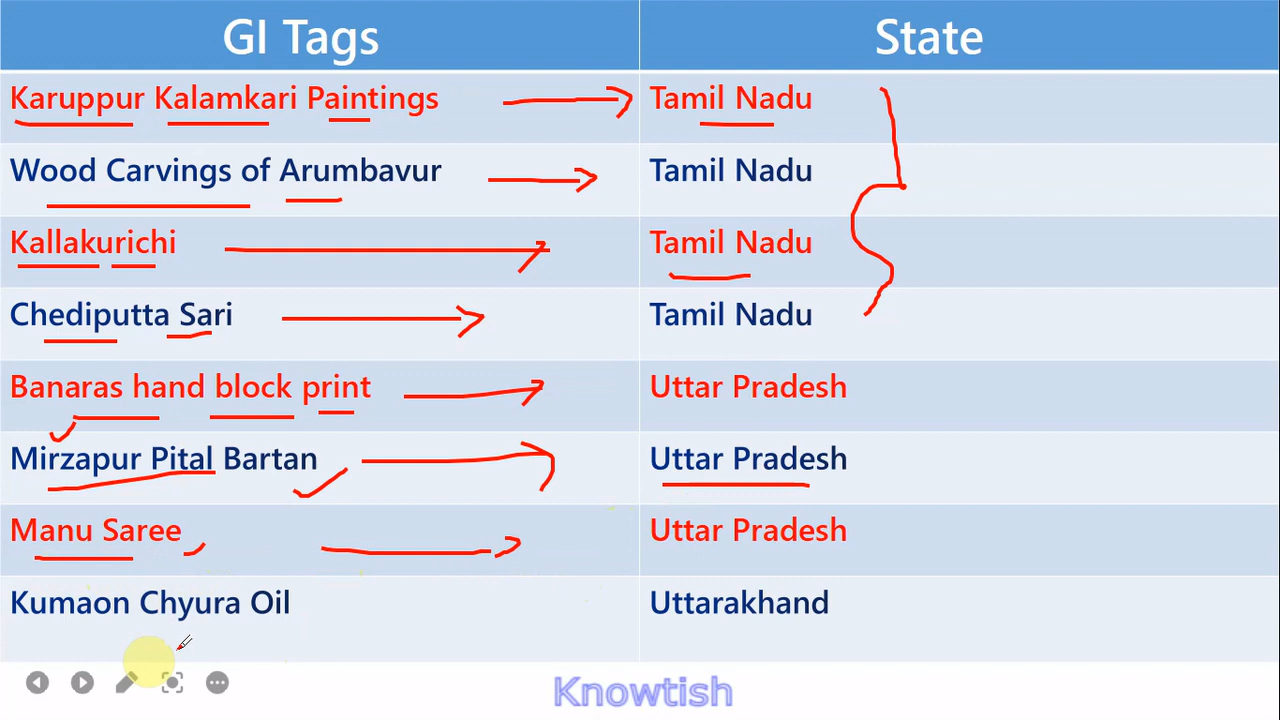 GI Tags State
Karuppur Kalamkari Paintings Tamil Nadu
Wood Carvings of Arumbavur Tamil Nadu
Kallakurichi Tamil Nadu
Chediputta Sari Tamil Nadu
Banaras hand block print Uttar Pradesh
Mirzapur Pital Bartan Uttar Pradesh
Manu Saree Uttar Pradesh
Kumaon Chyura Oil Uttarakhand
Knowtish